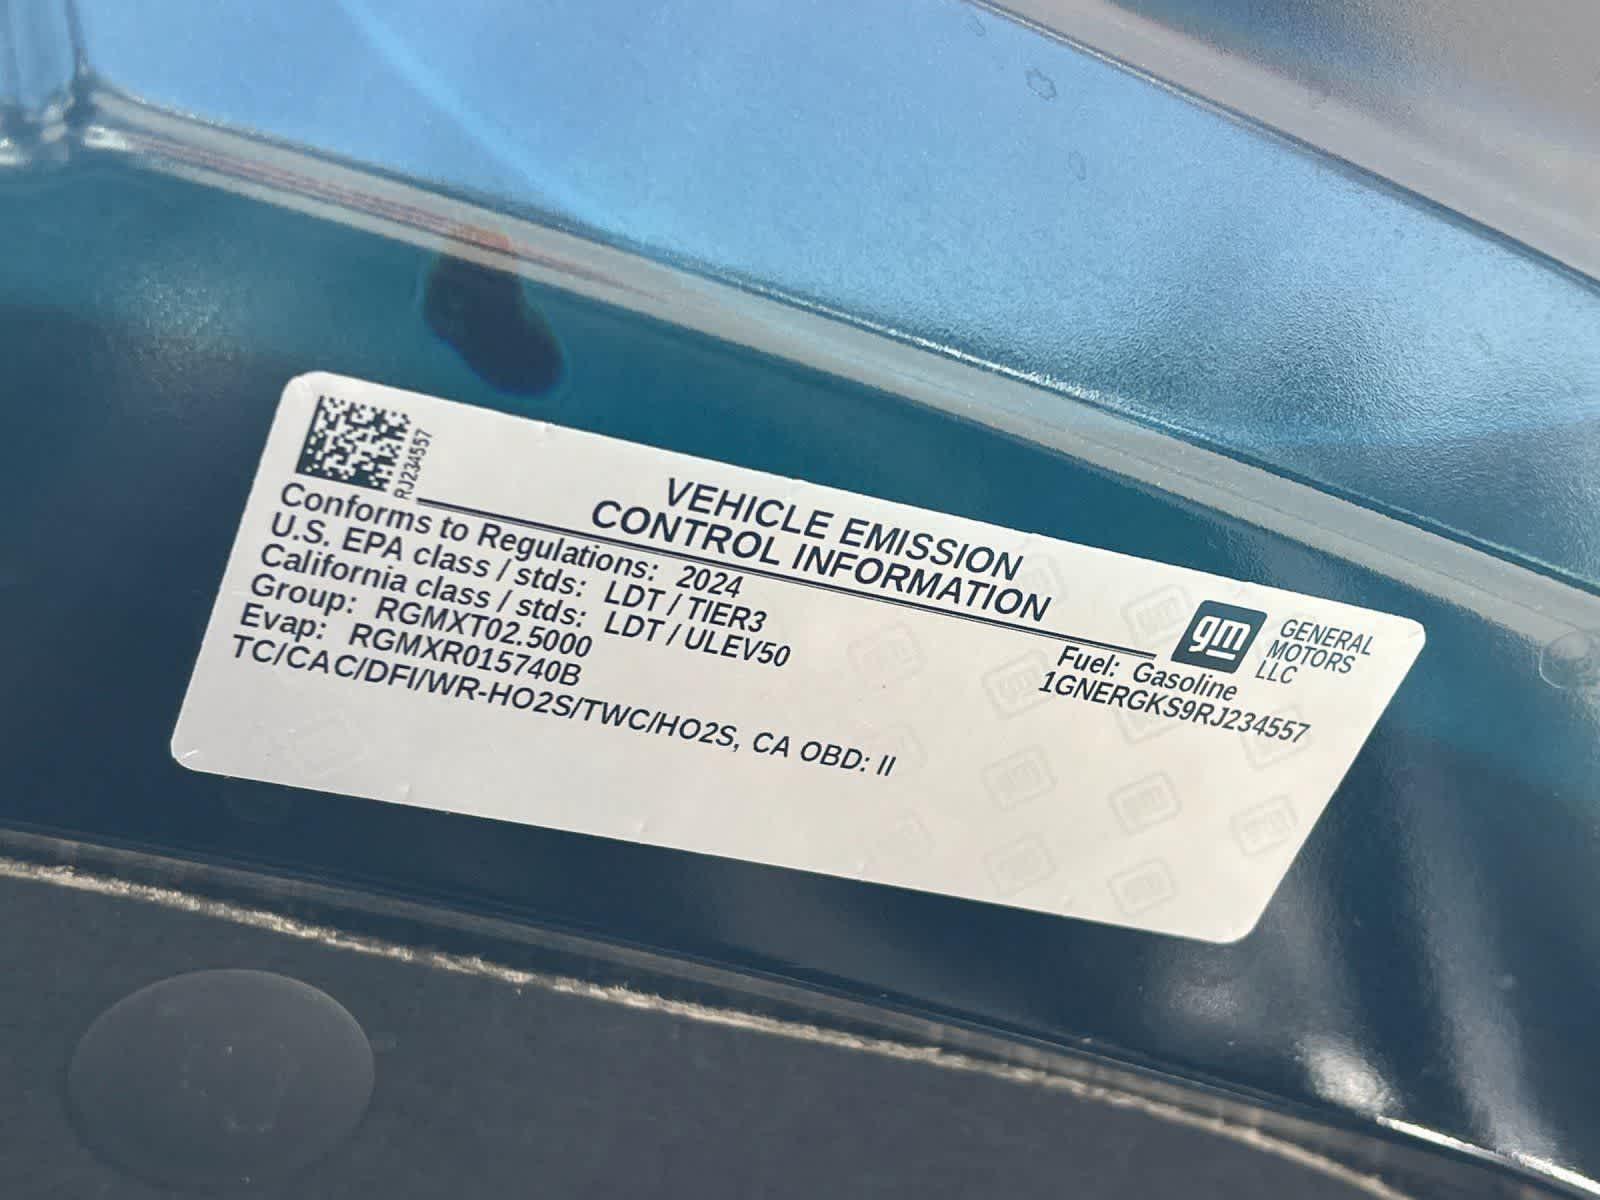 RJ234557
VEHICLE EMISSION
CONTROL INFORMATION
gm
GENERAL
MOTORS
LLC
Conforms to Regulations: 2024
U.S. EPA class / stds: LDT / TIER3
California class / stds: LDT / ULEV50
Group: RGMXT02.5000
Evap: RGMXR015740B
TC/CAC/DFI/WR-HO2S/TWC/HO2S, CA OBD: II
Fuel: Gasoline
1GNERGKS9RJ234557